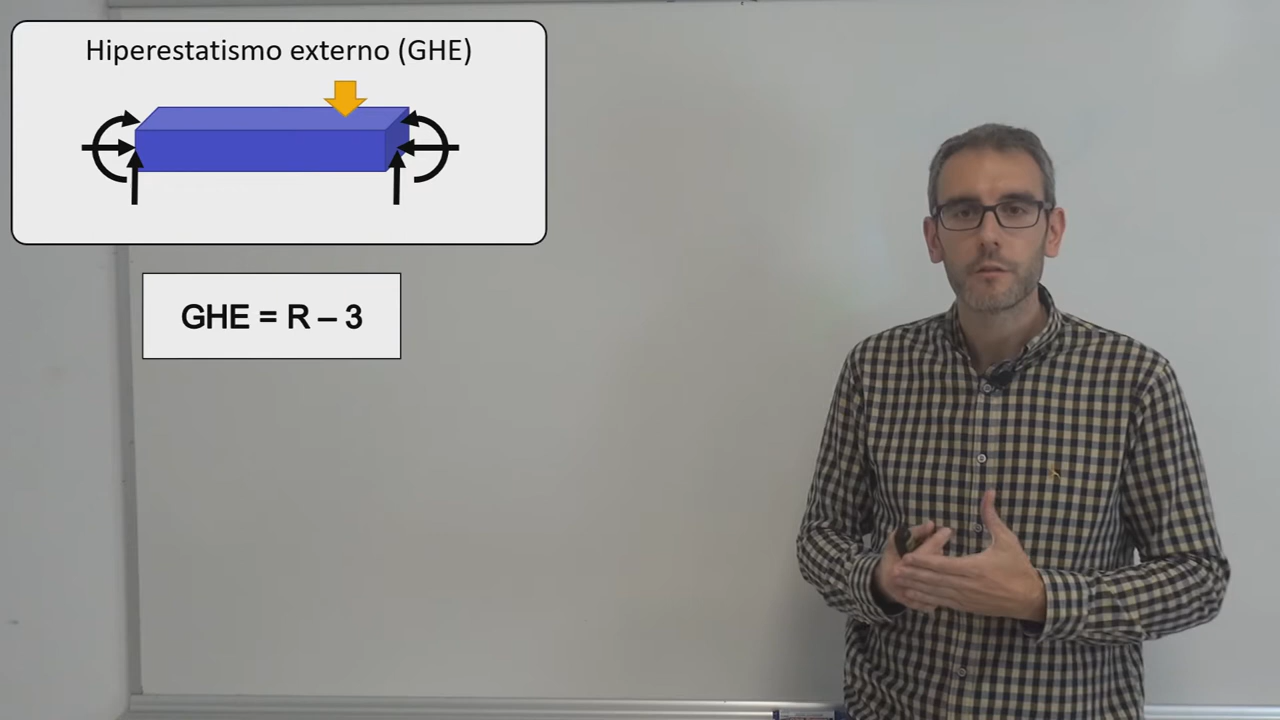 Hiperestatismo externo (GHE)
GHE = R – 3